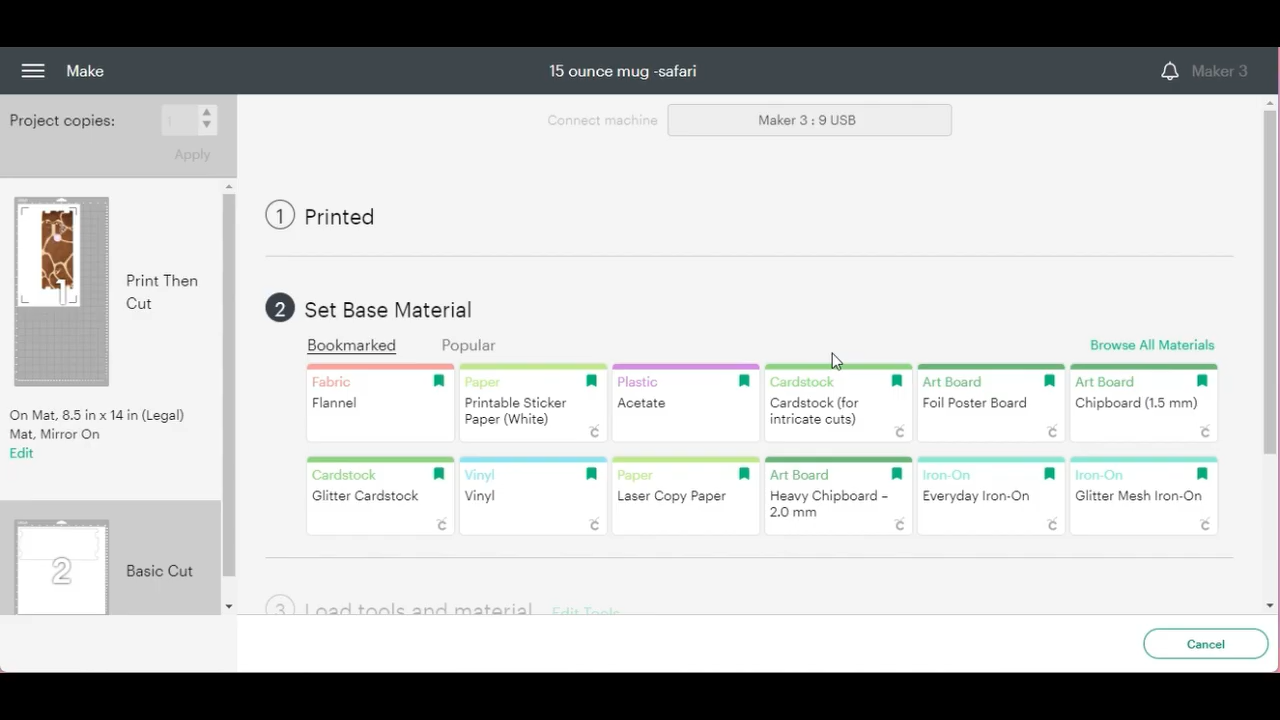 Make
15 ounce mug -safari
Maker 3
Project copies:
1
Apply
Connect machine
Maker 3 : 9 USB
1 Printed
1
Print Then
Cut
On Mat, 8.5 in x 14 in (Legal)
Mat, Mirror On
Edit
2
Basic Cut
2 Set Base Material
Bookmarked
Popular
Browse All Materials
Fabric
Flannel
Paper
Printable Sticker
Paper (White)
Plastic
Acetate
Cardstock
Cardstock (for
intricate cuts)
Art Board
Foil Poster Board
Art Board
Chipboard (1.5 mm)
Cardstock
Glitter Cardstock
Vinyl
Vinyl
Paper
Laser Copy Paper
Art Board
Heavy Chipboard –
2.0 mm
Iron-On
Everyday Iron-On
Iron-On
Glitter Mesh Iron-On
3 Load tools and material
Edit Tools
Cancel